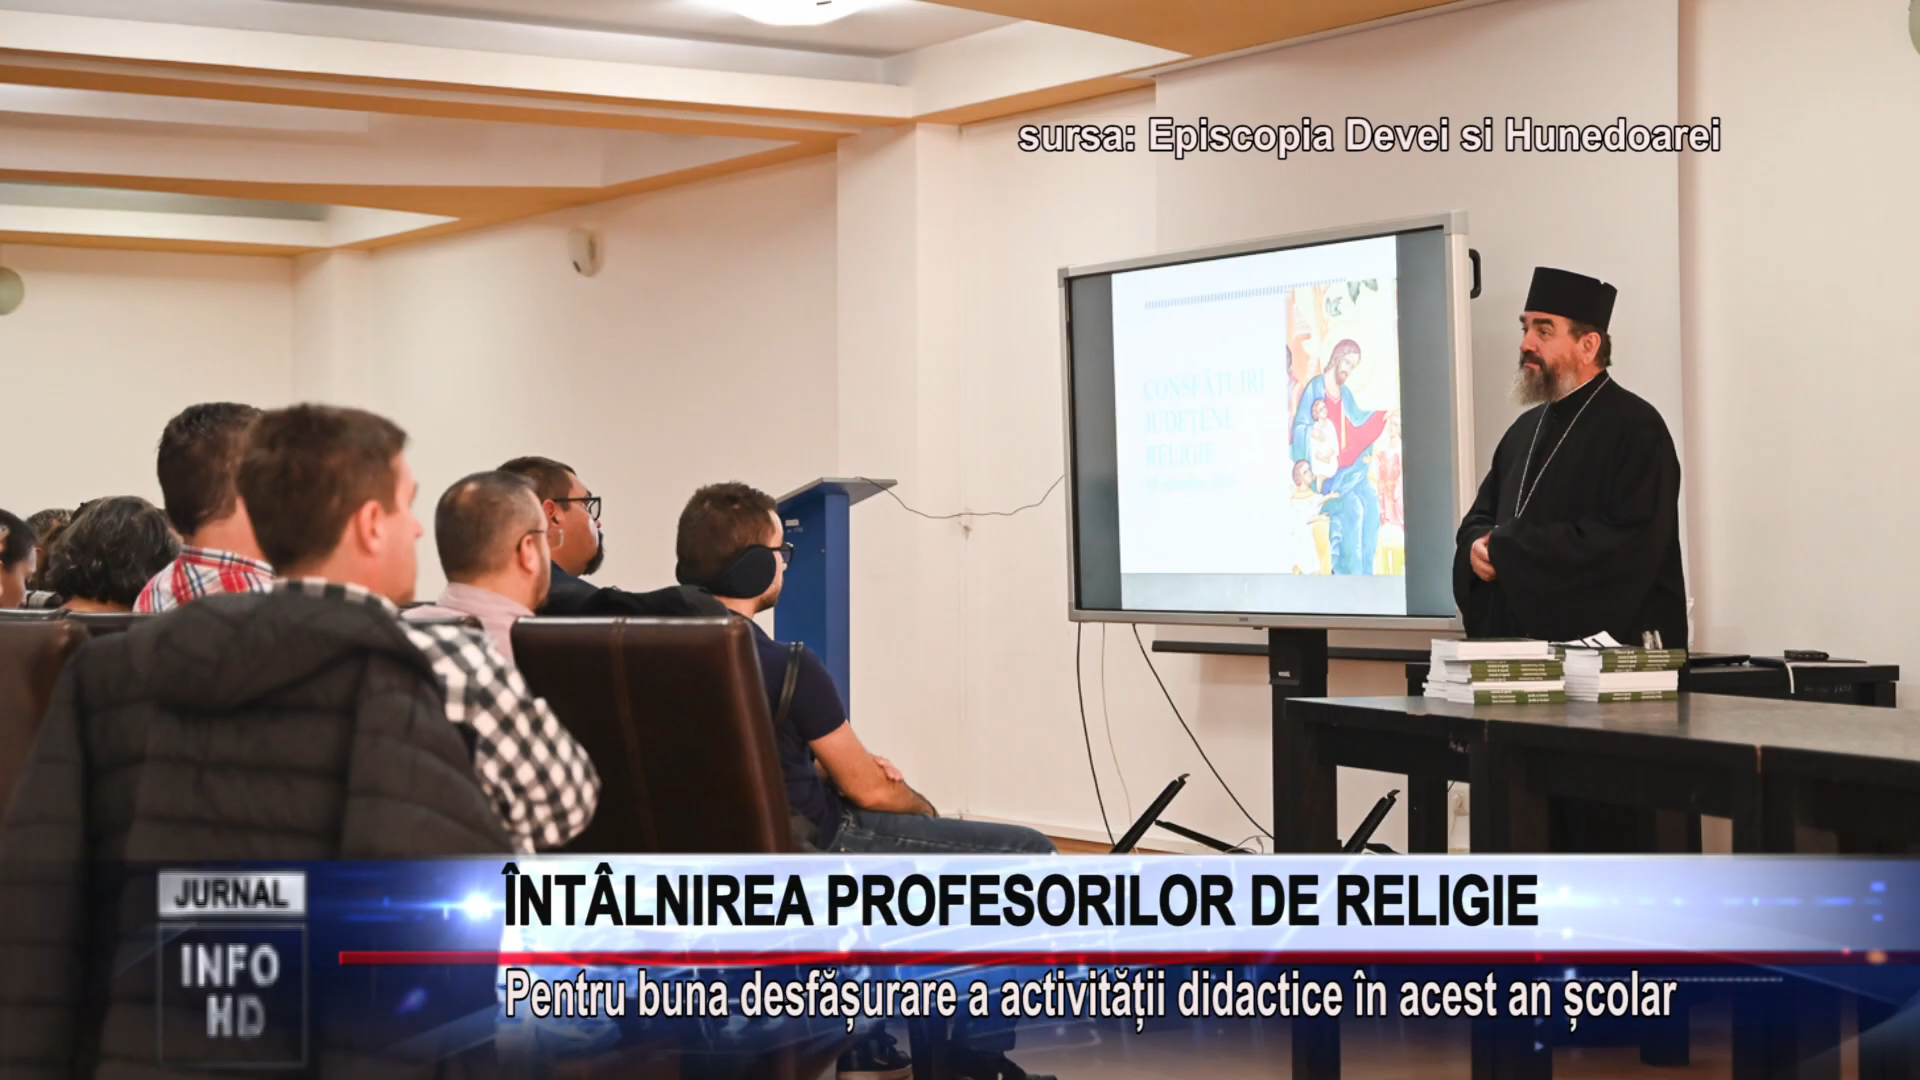 sursa: Episcopia Devei si Hunedoarei
CONSFĂTUIRI
JUDEȚENE
RELIGIE
JURNAL
INFO
HD
ÎNTÂLNIREA PROFESORILOR DE RELIGIE
Pentru buna desfășurare a activității didactice în acest an școlar